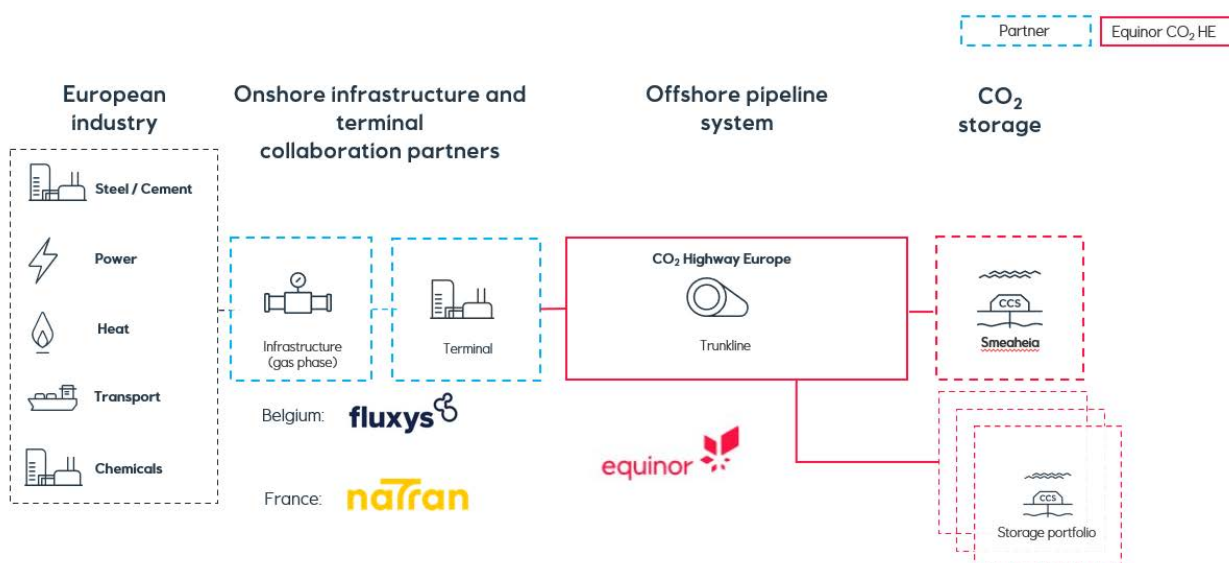 Partner
Equinor CO₂ HE
European
industry
Onshore infrastructure and
terminal
collaboration partners
Offshore pipeline
system
CO₂
storage
Steel / Cement
Power
Heat
Transport
Chemicals
Infrastructure
(gas phase)
Terminal
CO₂ Highway Europe
Trunkline
CCS
Smeaheia
Belgium:
fluxys
France:
naTran
equinor
CCS
Storage portfolio